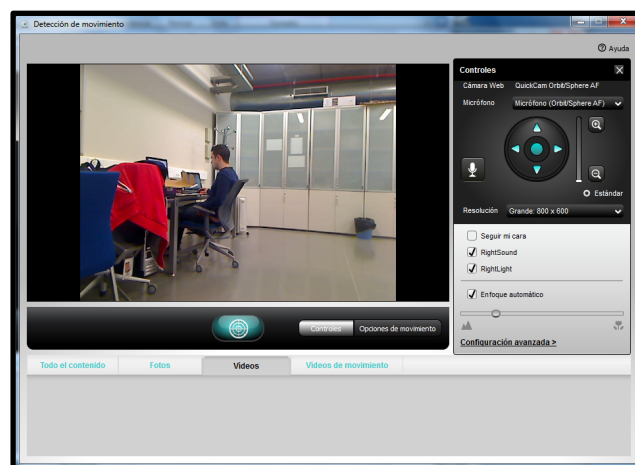 Detección de movimiento
Ayuda
Controles
Cámara Web QuickCam Orbit/Sphere AF
Micrófono Micrófono (Orbit/Sphere AF)
Estándar
Resolución Grande: 800 x 600
Seguir mi cara
RightSound
RightLight
Enfoque automático
Configuración avanzada >
Controles Opciones de movimiento
Todo el contenido Fotos Vídeos Vídeos de movimiento